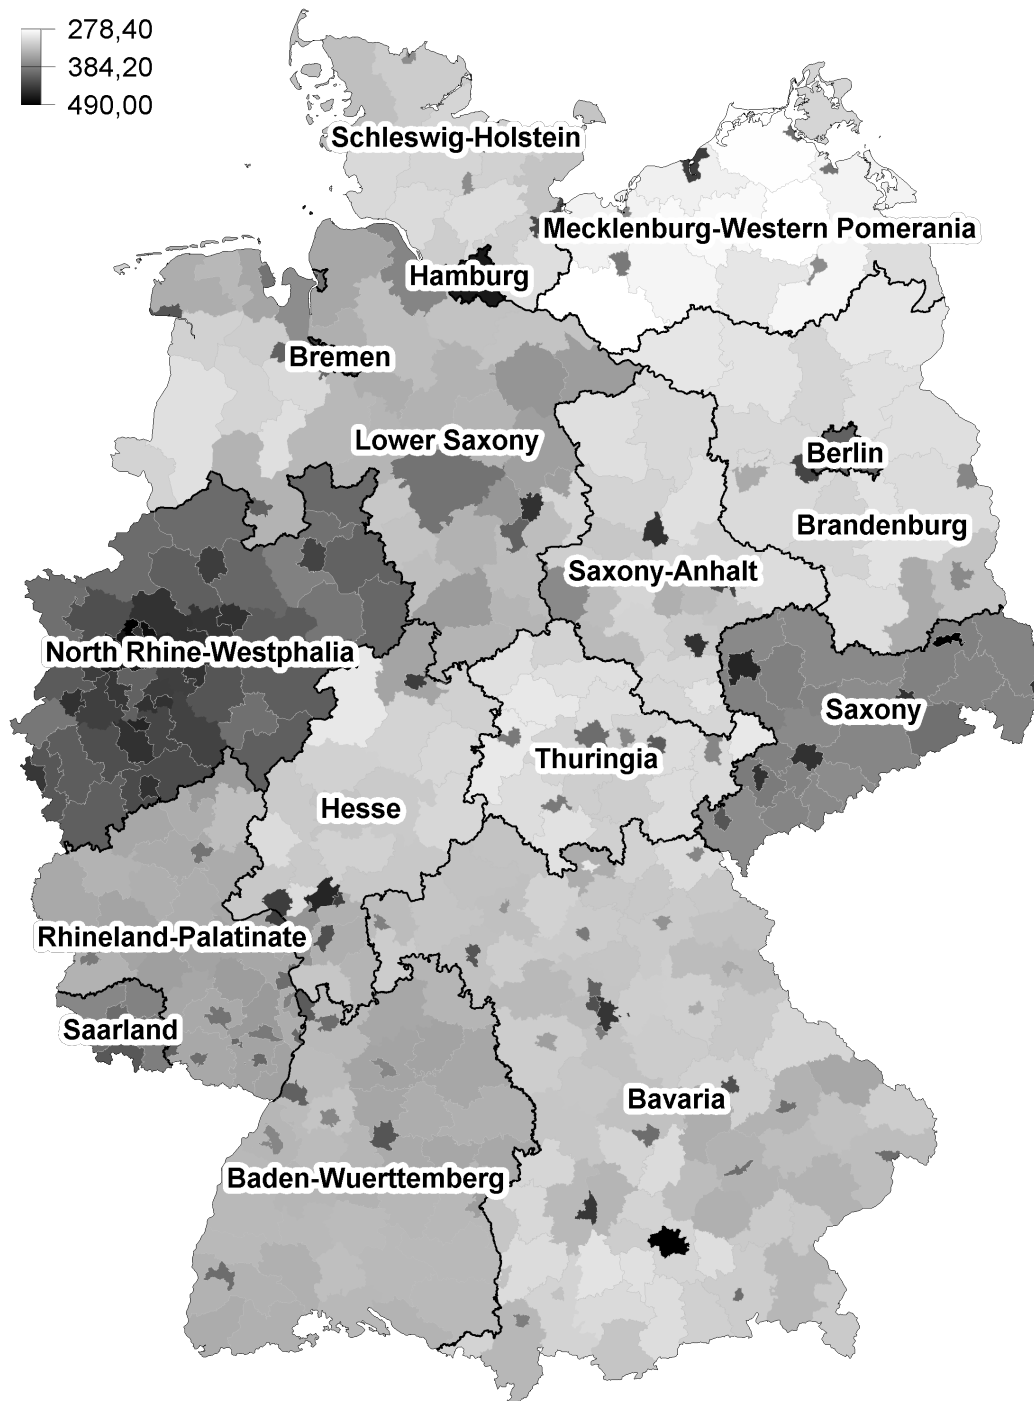 278,40
384,20
490,00
Schleswig-Holstein
Mecklenburg-Western Pomerania
Hamburg
Bremen
Lower Saxony
Berlin
Brandenburg
Saxony-Anhalt
North Rhine-Westphalia
Saxony
Thuringia
Hesse
Rhineland-Palatinate
Saarland
Bavaria
Baden-Wuerttemberg